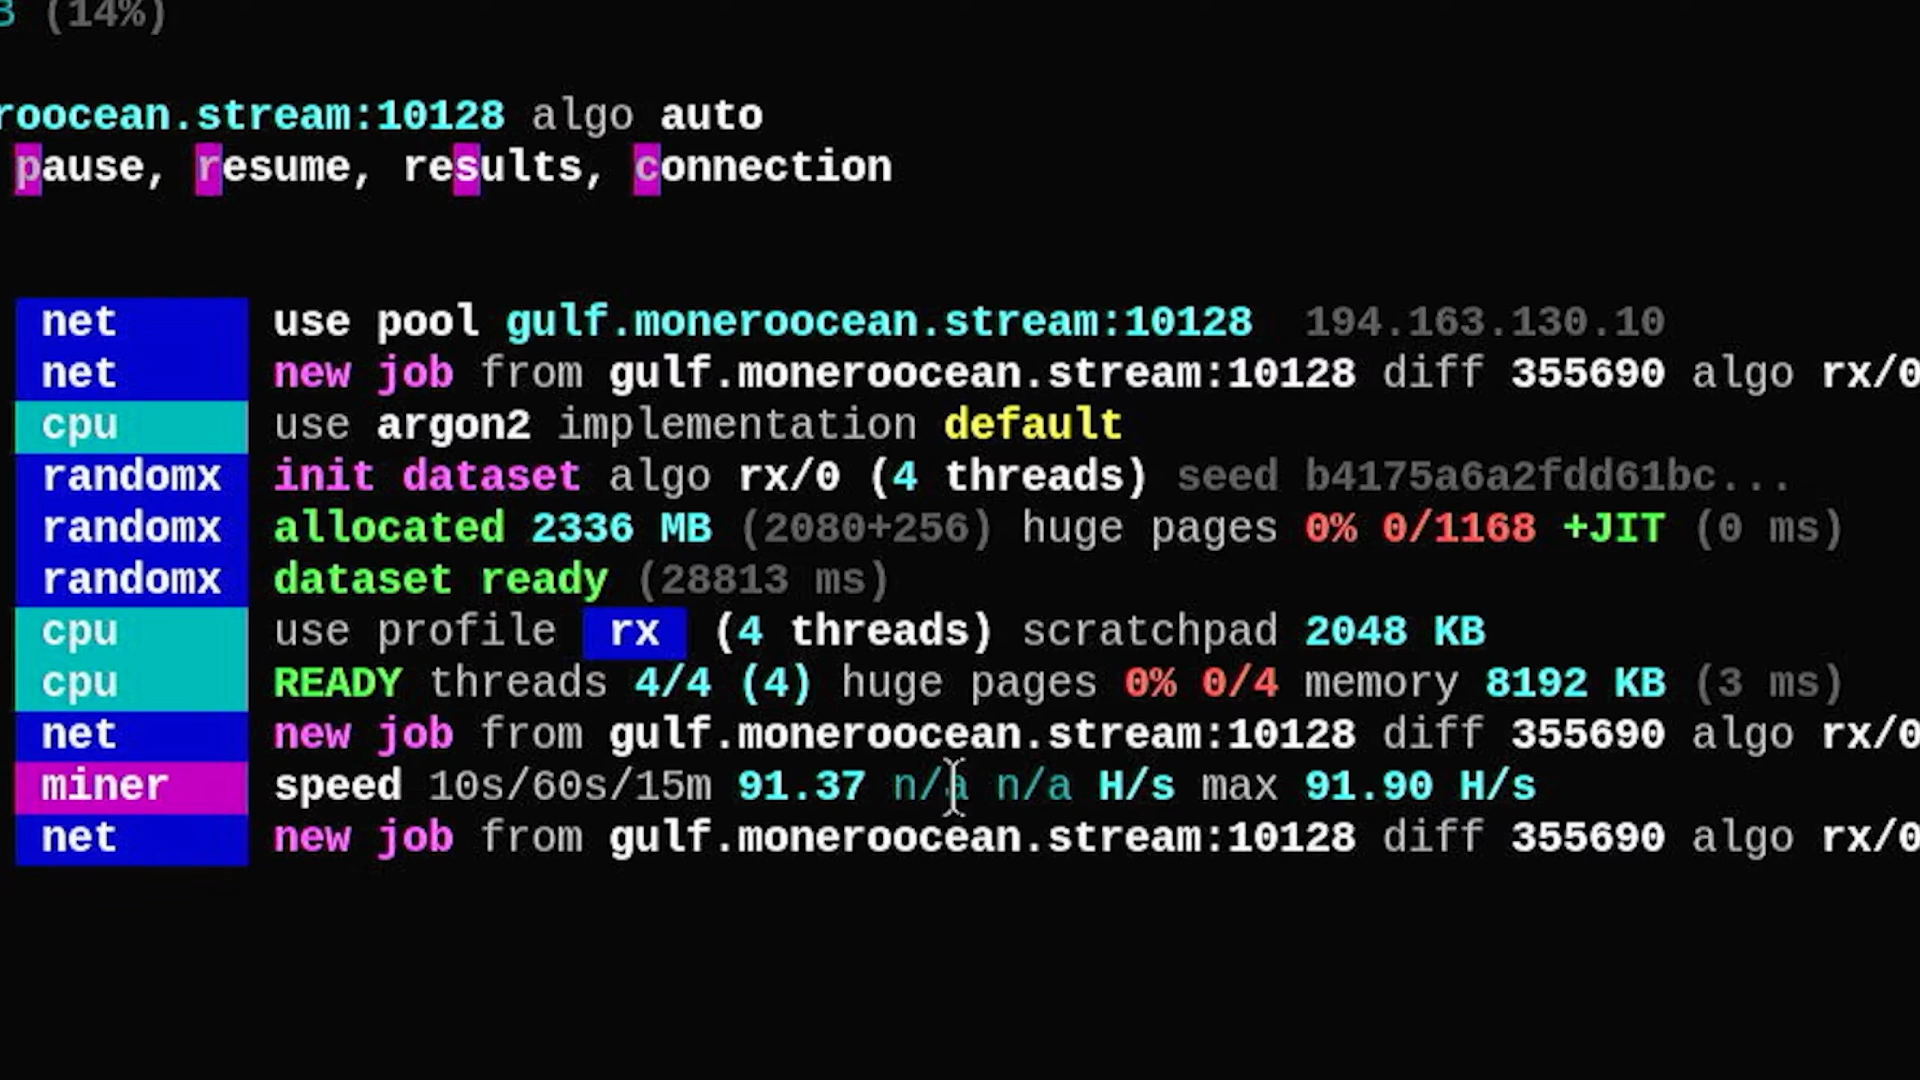 B (14%)
roocean.stream:10128 algo auto
pause, resume, results, connection
net use pool gulf.moneroocean.stream:10128 194.163.130.10
net new job from gulf.moneroocean.stream:10128 diff 355690 algo rx/0
cpu use argon2 implementation default
randomx init dataset algo rx/0 (4 threads) seed b4175a6a2fdd61bc...
randomx allocated 2336 MB (2080+256) huge pages 0% 0/1168 +JIT (0 ms)
randomx dataset ready (28813 ms)
cpu use profile rx (4 threads) scratchpad 2048 KB
cpu READY threads 4/4 (4) huge pages 0% 0/4 memory 8192 KB (3 ms)
net new job from gulf.moneroocean.stream:10128 diff 355690 algo rx/0
miner speed 10s/60s/15m 91.37 n/a n/a H/s max 91.90 H/s
net new job from gulf.moneroocean.stream:10128 diff 355690 algo rx/0